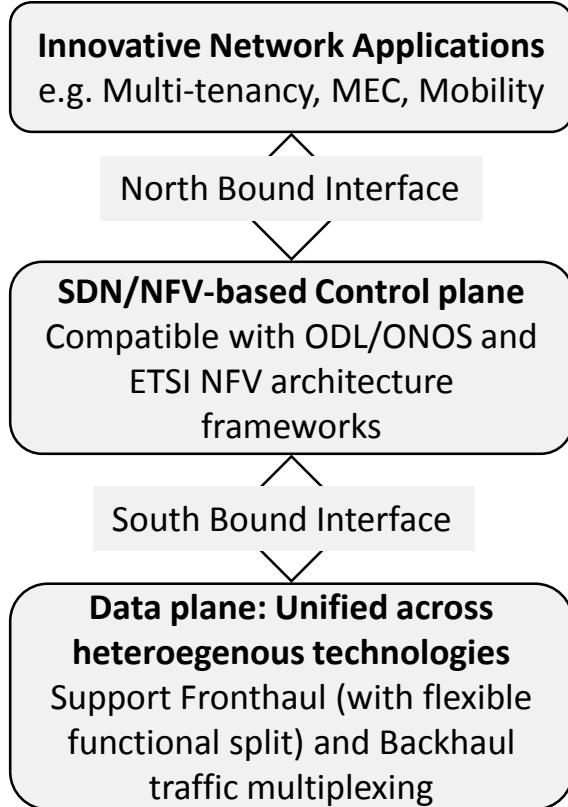 Innovative Network Applications
e.g. Multi-tenancy, MEC, Mobility
North Bound Interface
SDN/NFV-based Control plane
Compatible with ODL/ONOS and
ETSI NFV architecture
frameworks
South Bound Interface
Data plane: Unified across
heteroegenous technologies
Support Fronthaul (with flexible
functional split) and Backhaul
traffic multiplexing